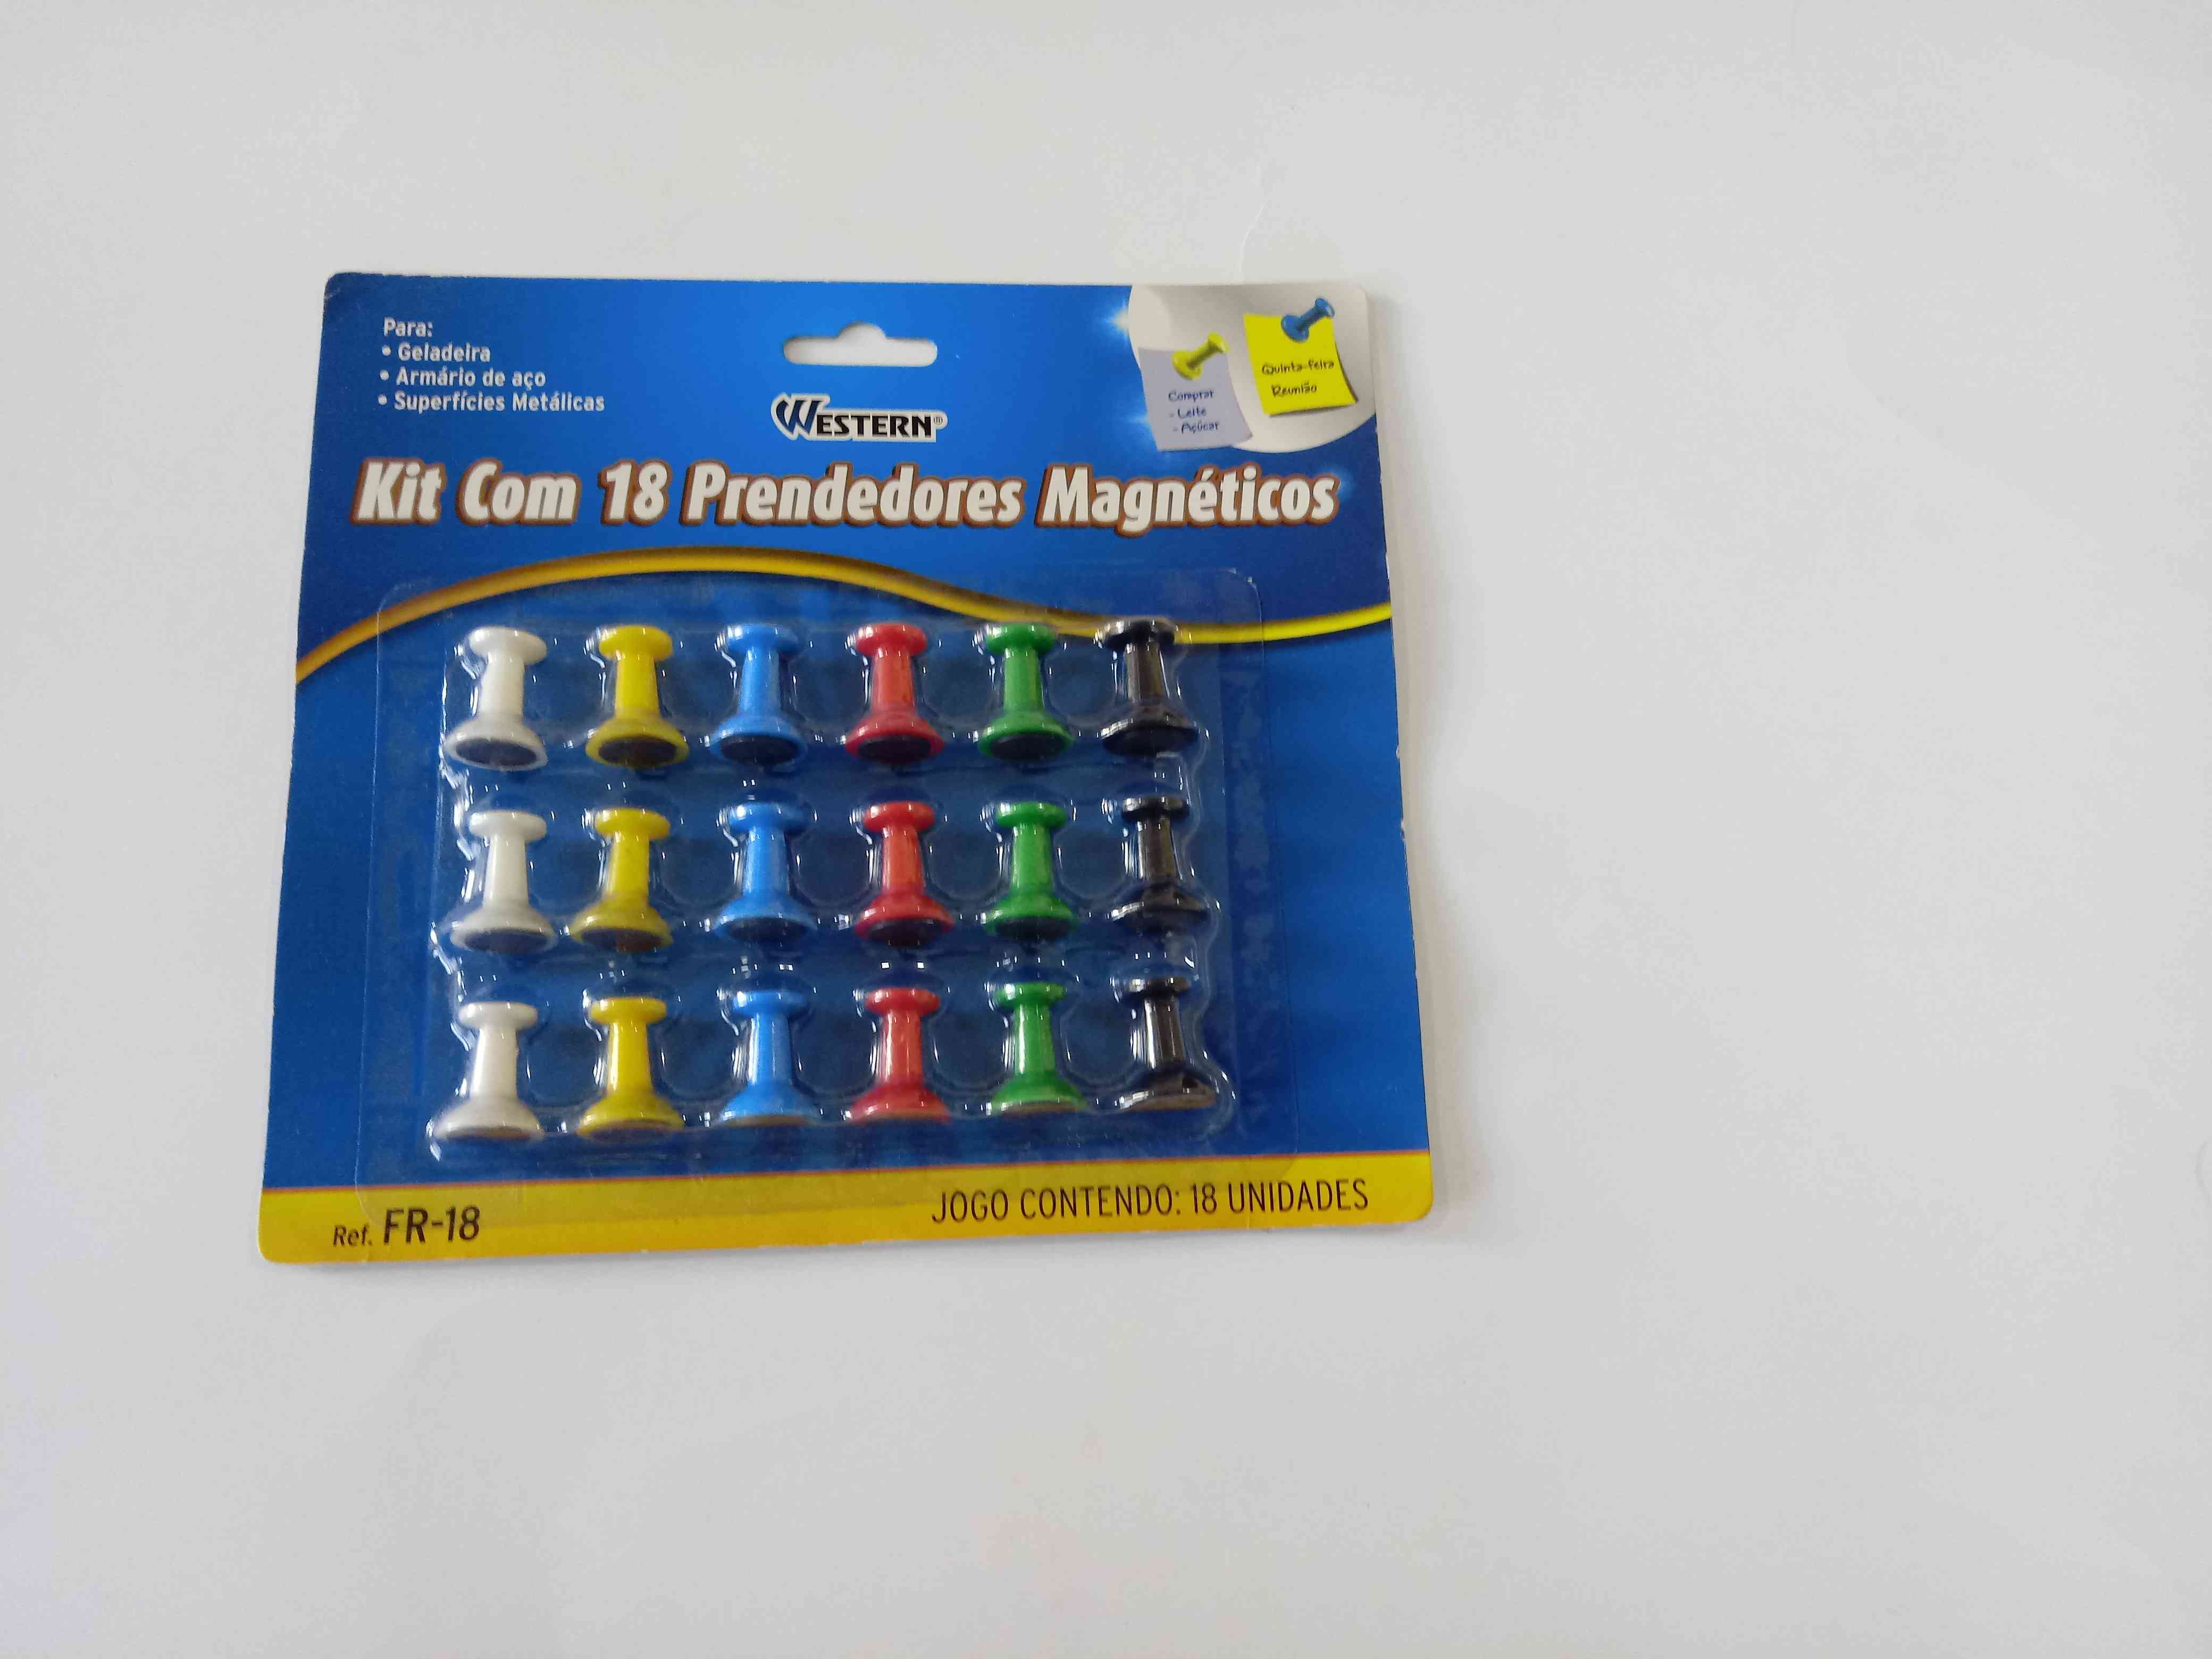 Para:
• Geladeira
• Armário de aço
• Superfícies Metálicas
WESTERN®
Comprar
- Leite
- Açúcar
Quinta-feira
Reunião
Kit Com 18 Prendedores Magnéticos
Ref. FR-18
JOGO CONTENDO: 18 UNIDADES